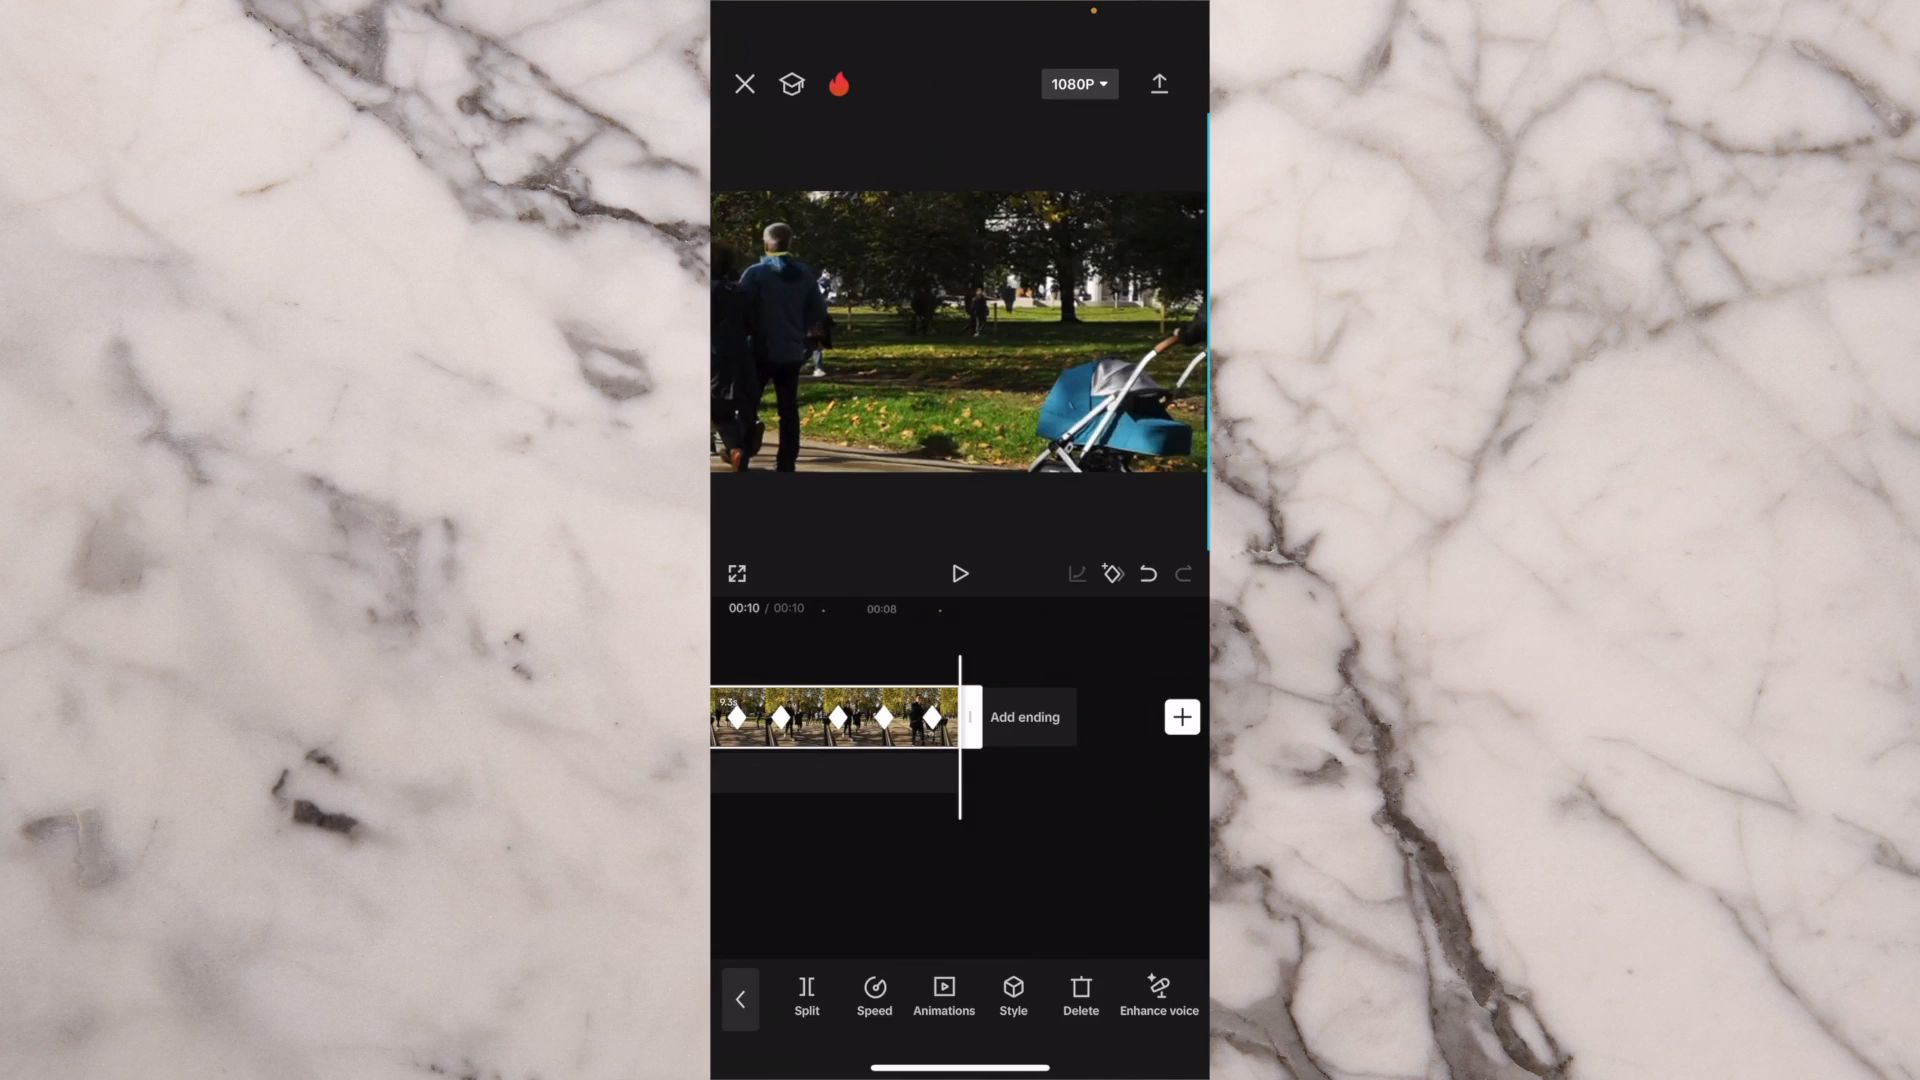 1080P
00:10 / 00:10
00:08
9.3s
Add ending
Split
Speed
Animations
Style
Delete
Enhance voice